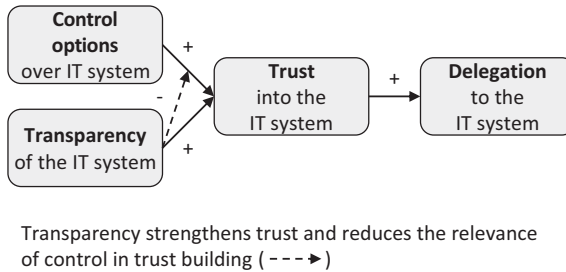 Control
options
over IT system
+
-
Transparency
of the IT system
+
Trust
into the
IT system
+
Delegation
to the
IT system
Transparency strengthens trust and reduces the relevance
of control in trust building ( )